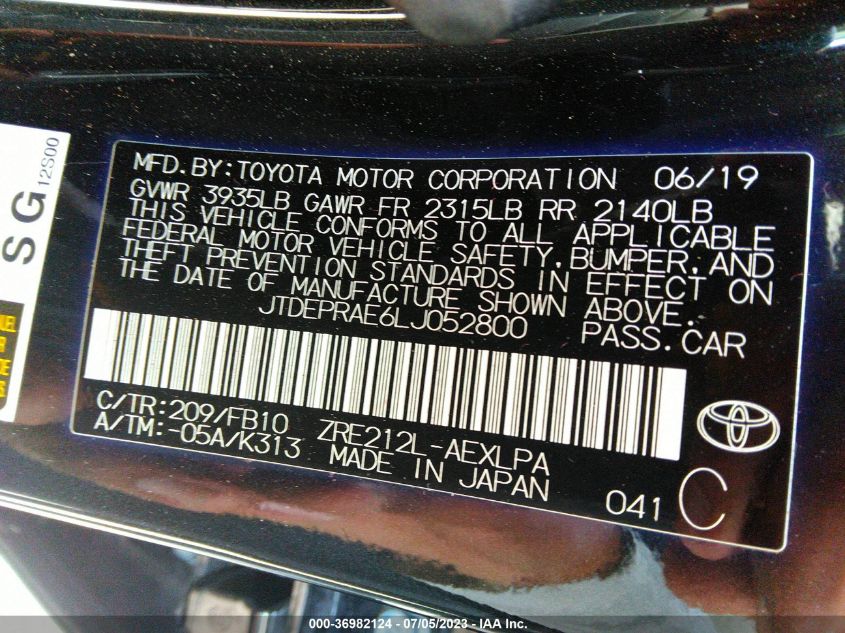 MFD.BY:TOYOTA MOTOR CORPORATION 06/19
GVWR 3935LB GAWR FR 2315LB RR 2140LB
THIS VEHICLE CONFORMS TO ALL APPLICABLE
FEDERAL MOTOR VEHICLE SAFETY,BUMPER,AND
THEFT PREVENTION STANDARDS IN EFFECT ON
THE DATE OF MANUFACTURE SHOWN ABOVE.
JTDEPRAE6LJ052800 PASS.CAR
C/TR:209/FB10 ZRE212L-AEXLPA
A/TM:-05A/K313 MADE IN JAPAN
041 C
SG
12S00
000-36982124 - 07/05/2023 - IAA Inc.